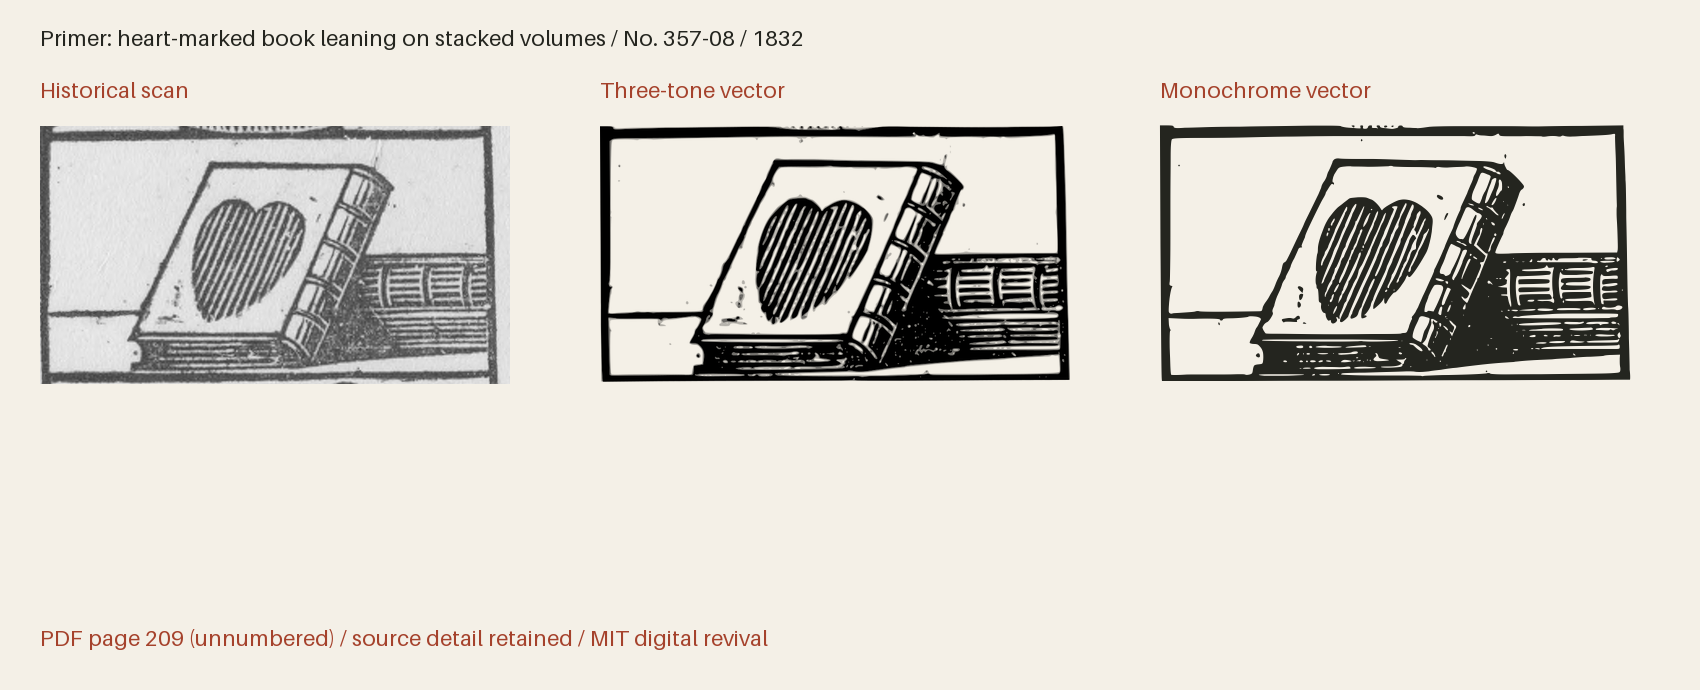 Primer: heart-marked book leaning on stacked volumes / No. 357-08 / 1832
Historical scan
Three-tone vector
Monochrome vector
PDF page 209 (unnumbered) / source detail retained / MIT digital revival